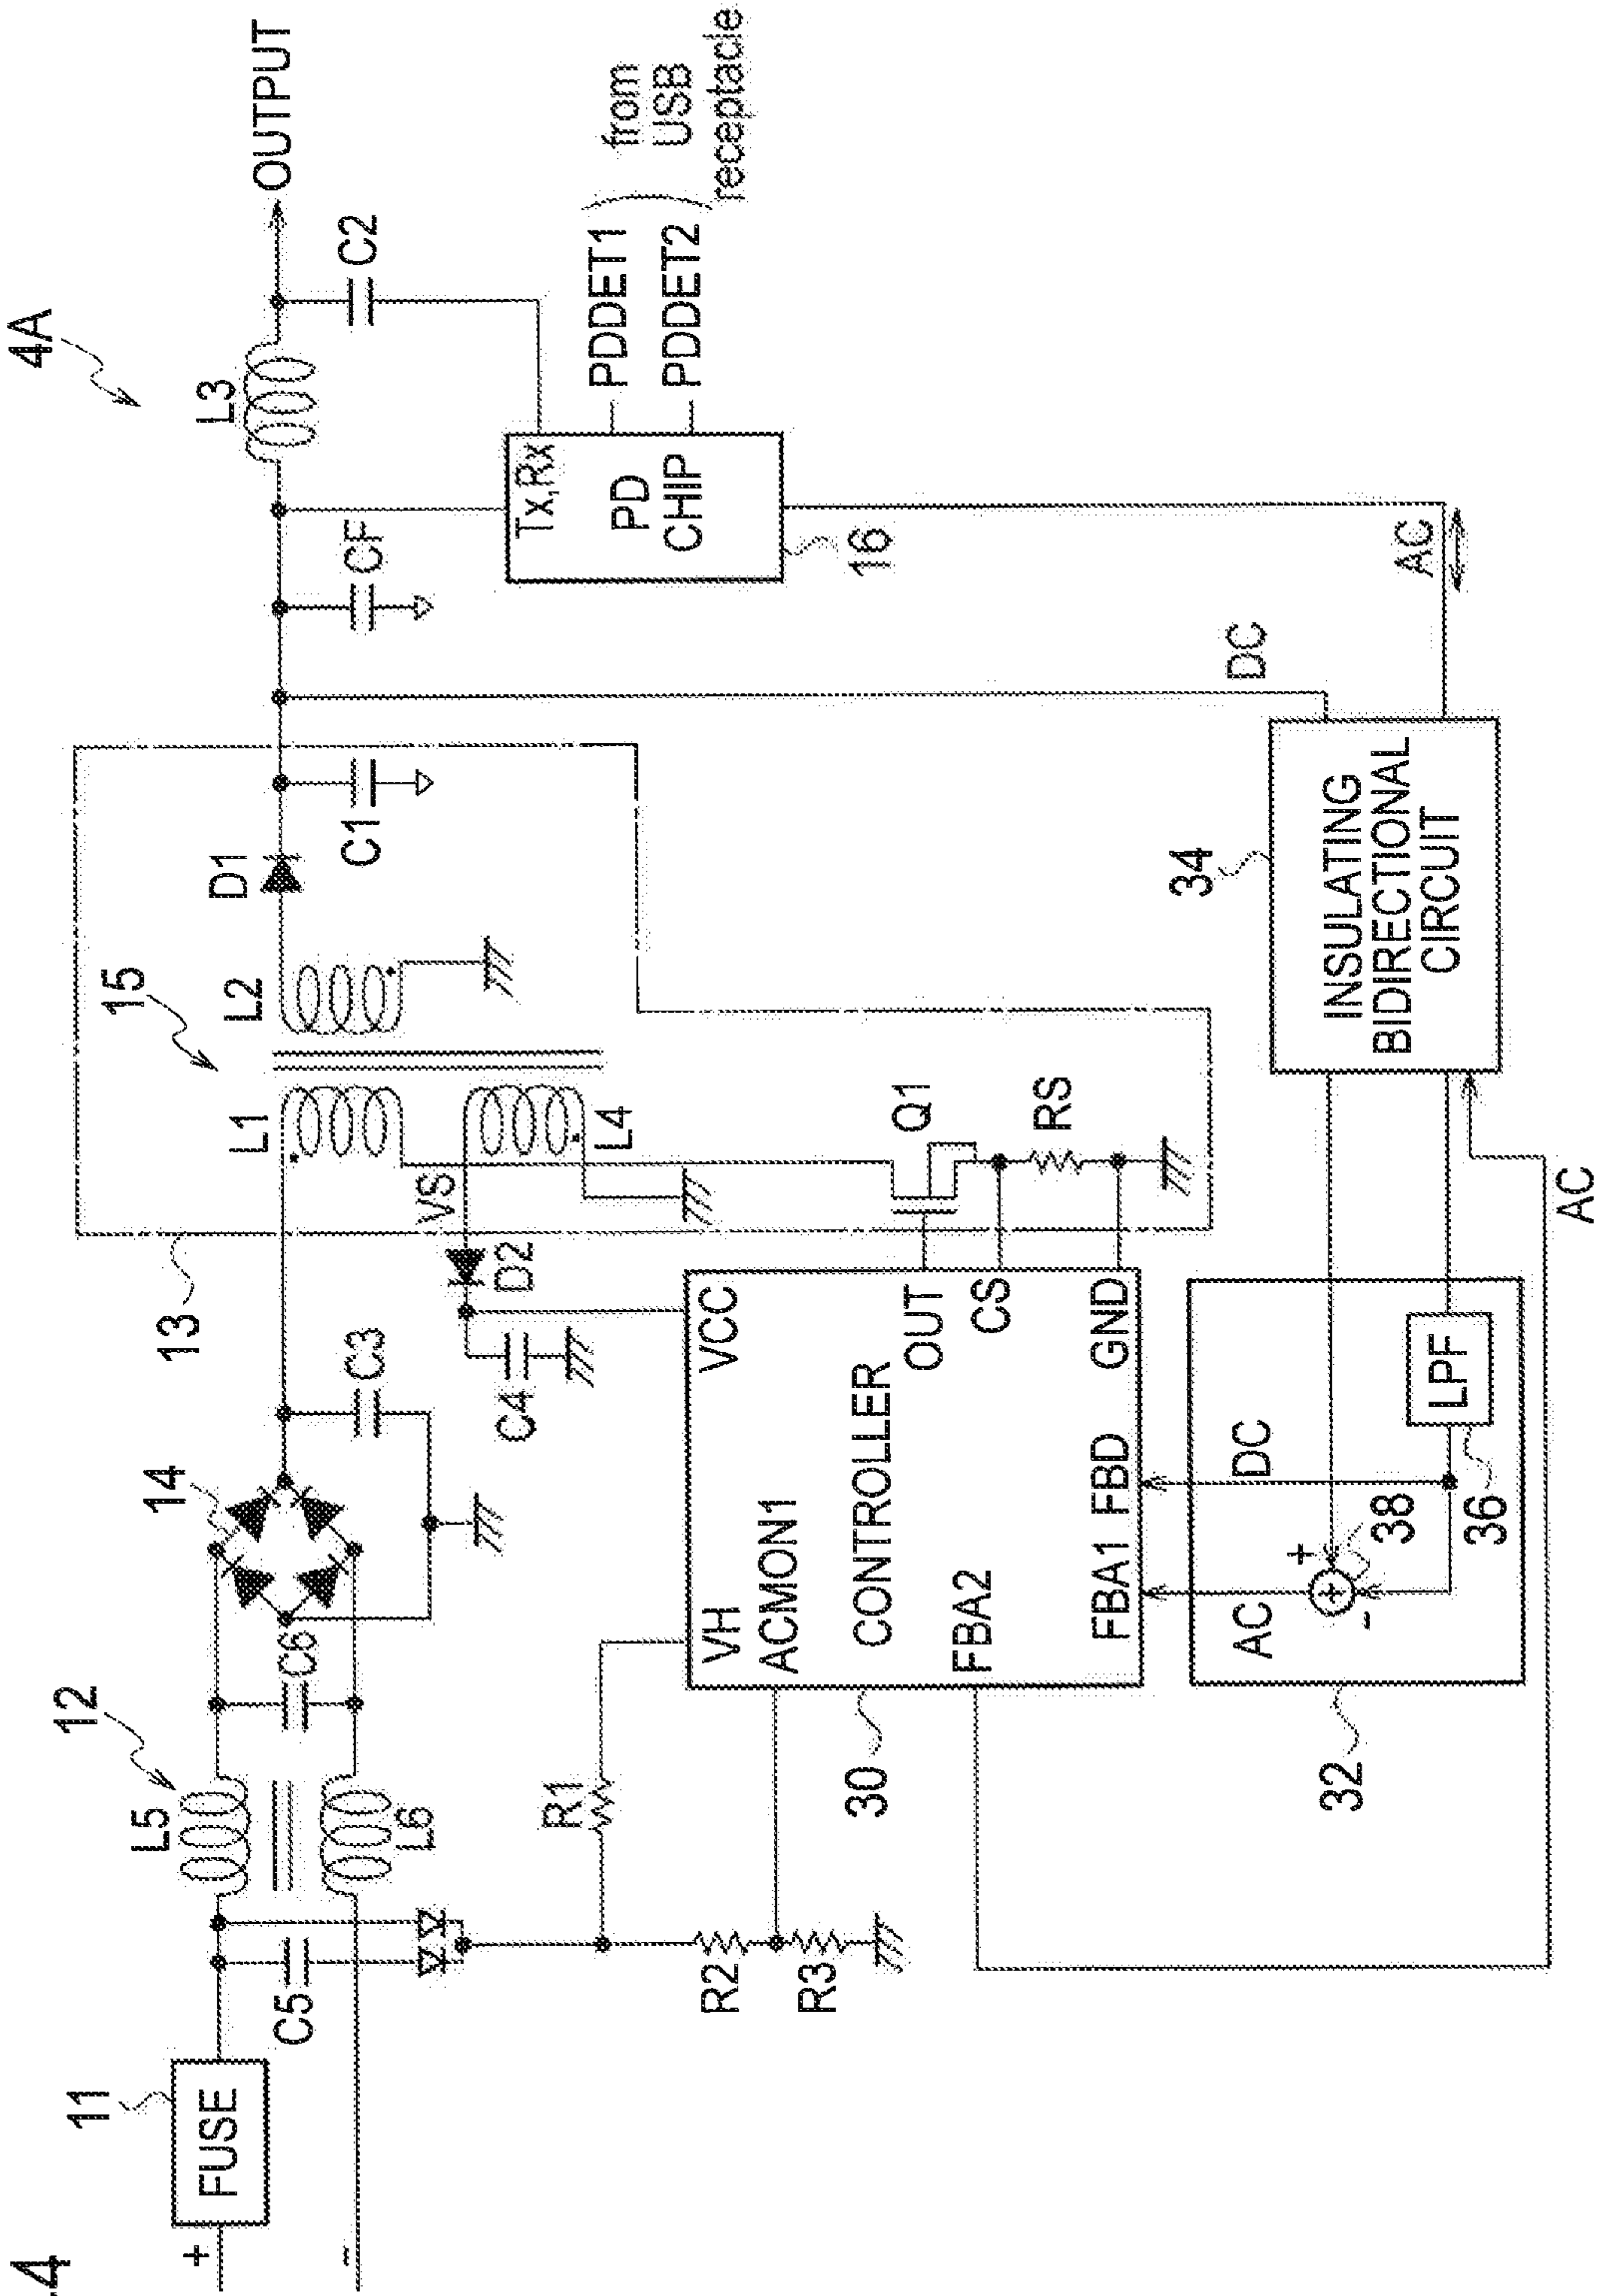 4
4A
11
FUSE
+
-
12
L5
L6
C5
C6
14
C3
13
15
L1
L2
L4
VS
D1
C1
D2
C4
CF
L3
C2
OUTPUT
Tx,Rx
PD
CHIP
16
PDDET1
PDDET2
from
USB
receptacle
R1
R2
R3
VH
VCC
ACMON1
CONTROLLER
OUT
CS
FBA2
FBA1
FBD
GND
30
Q1
RS
AC
DC
+
-
38
LPF
36
32
34
INSULATING
BIDIRECTIONAL
CIRCUIT
DC
AC
AC